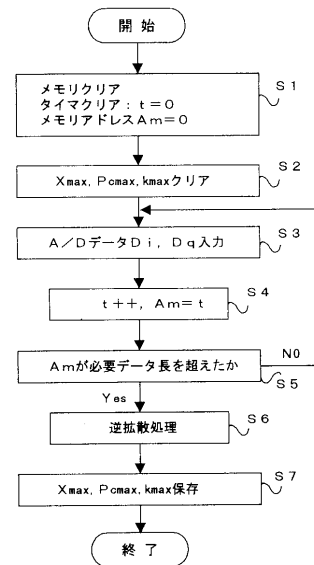 開 始
S1
メモリクリア
タイマクリア：t＝0
メモリアドレスAm＝0
S2
Xmax，Pcmax，kmaxクリア
S3
A／DデータDi，Dq入力
S4
t＋＋，Am＝t
Amが必要データ長を超えたか
NO
S5
Yes
S6
逆拡散処理
S7
Xmax，Pcmax，kmax保存
終 了